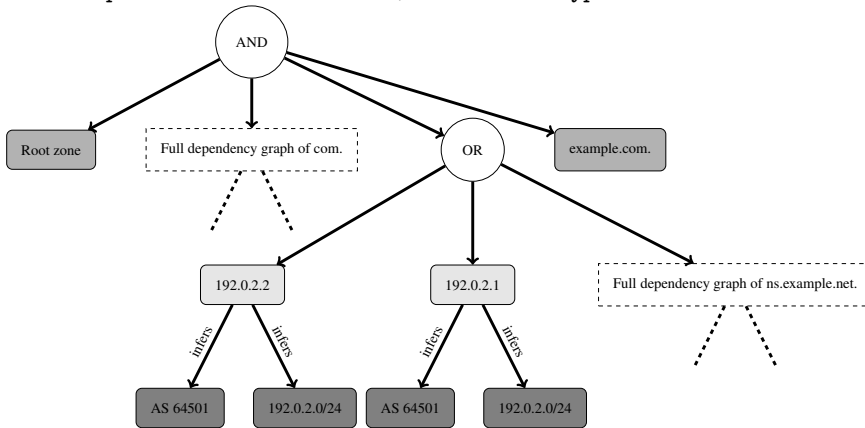 AND
Root zone
Full dependency graph of com.
OR
example.com.
192.0.2.2
192.0.2.1
Full dependency graph of ns.example.net.
infers
infers
infers
infers
AS 64501
192.0.2.0/24
AS 64501
192.0.2.0/24